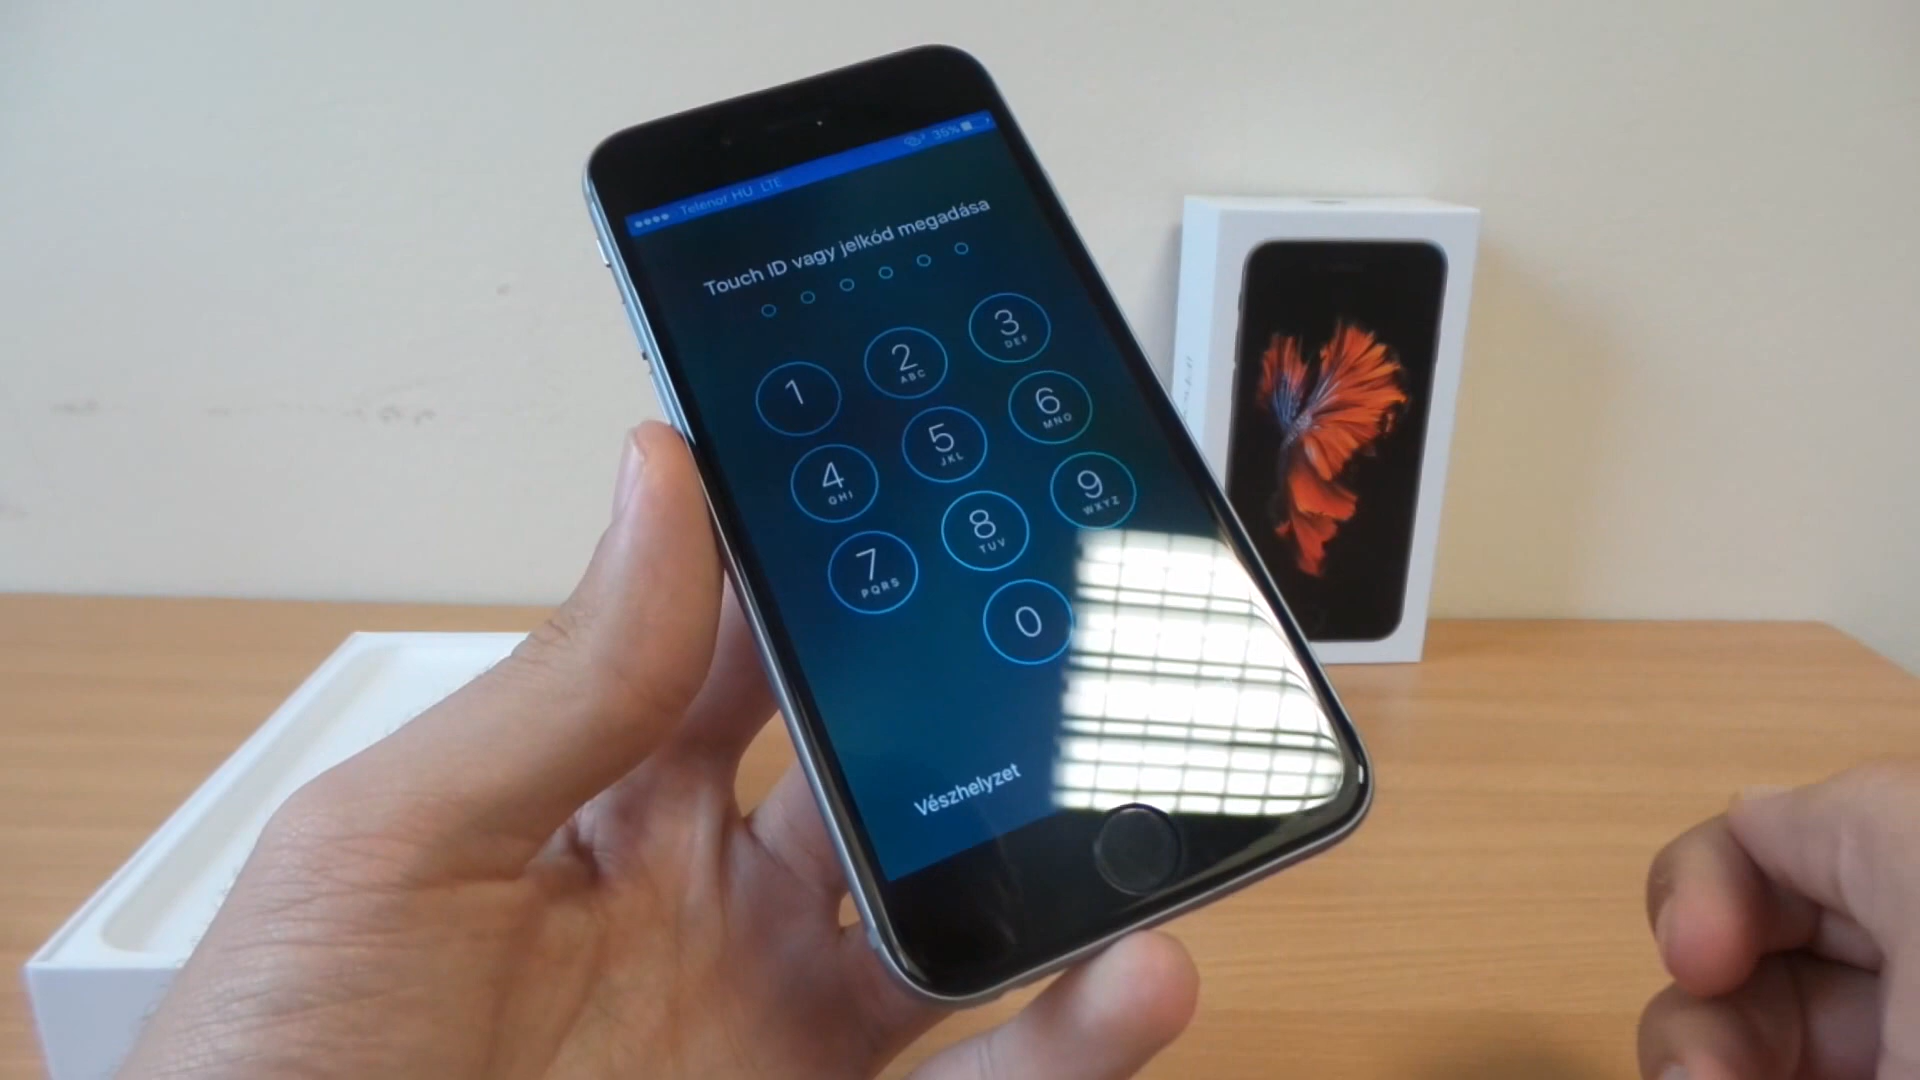 Telenor HU LTE 35%
Touch ID vagy jelkód megadása
1 2 ABC 3 DEF
4 GHI 5 JKL 6 MNO
7 PQRS 8 TUV 9 WXYZ
0
Vészhelyzet